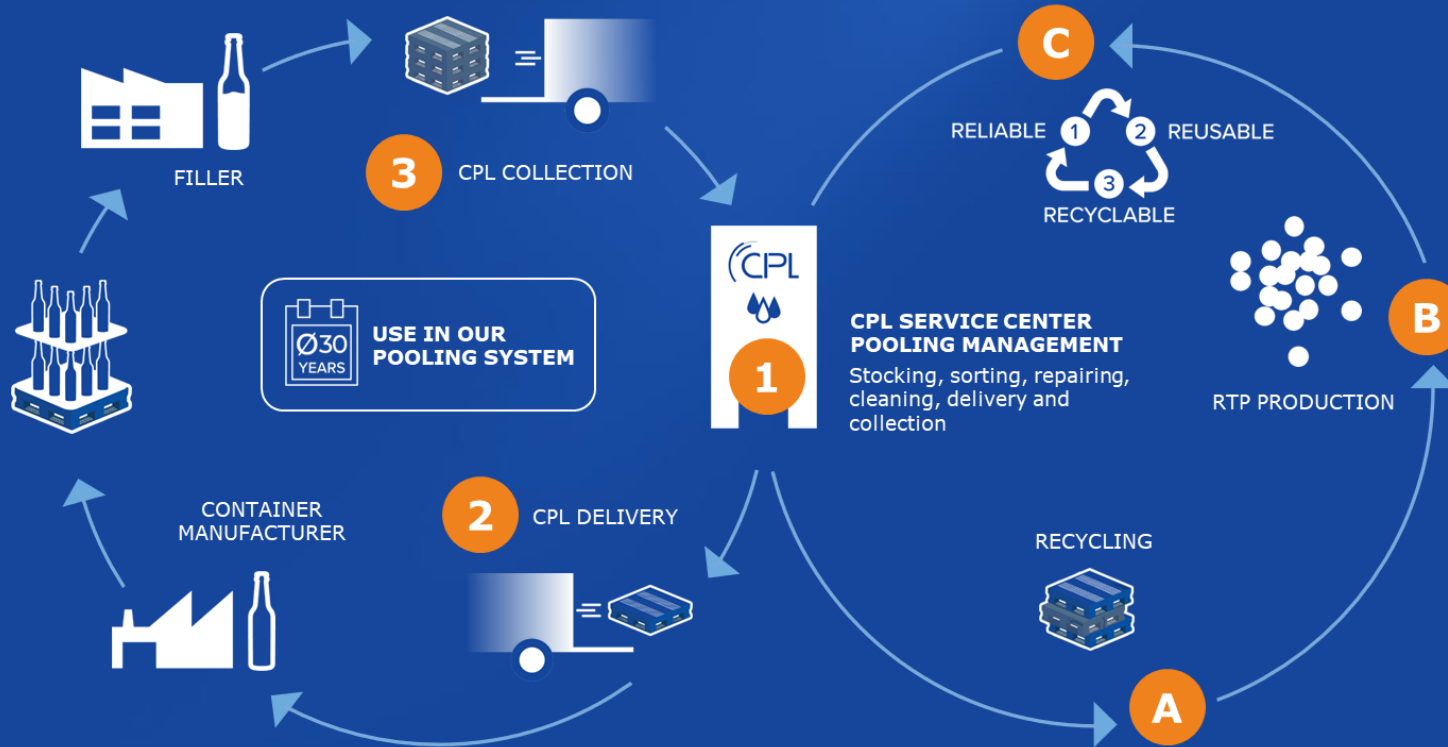 FILLER
3
CPL COLLECTION
C
RELIABLE
1
2
REUSABLE
3
RECYCLABLE
Ø30
YEARS
USE IN OUR
POOLING SYSTEM
CPL
1
CPL SERVICE CENTER
POOLING MANAGEMENT
Stocking, sorting, repairing,
cleaning, delivery and
collection
B
RTP PRODUCTION
CONTAINER
MANUFACTURER
2
CPL DELIVERY
RECYCLING
A